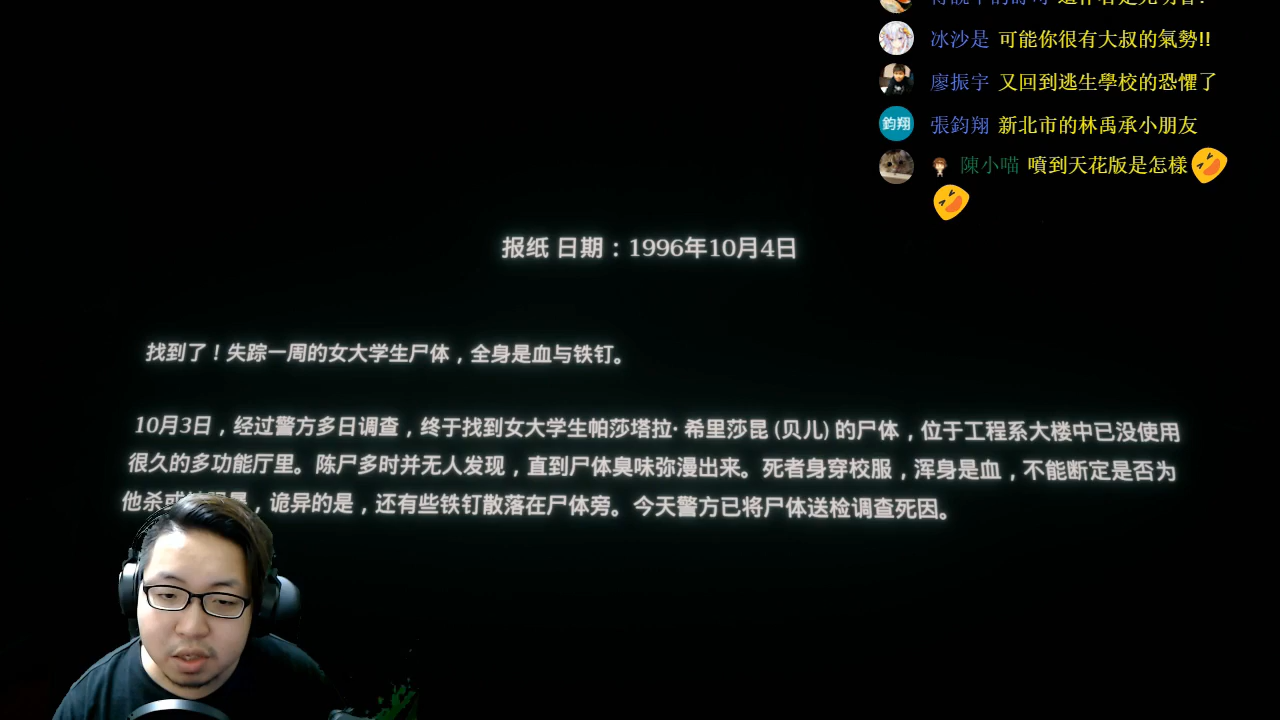 冰沙是 可能你很有大叔的氣勢!!
廖振宇 又回到逃生學校的恐懼了
鈞翔 張鈞翔 新北市的林禹承小朋友
陳小喵 噴到天花版是怎樣
报纸 日期：1996年10月4日
找到了！失踪一周的女大学生尸体，全身是血与铁钉。
10月3日，经过警方多日调查，终于找到女大学生帕莎塔拉· 希里莎昆 (贝儿) 的尸体，位于工程系大楼中已没使用
很久的多功能厅里。陈尸多时并无人发现，直到尸体臭味弥漫出来。死者身穿校服，浑身是血，不能断定是否为
他杀，诡异的是，还有些铁钉散落在尸体旁。今天警方已将尸体送检调查死因。